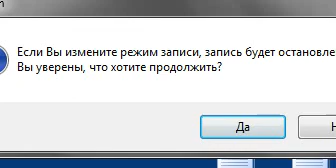 Если Вы измените режим записи, запись будет остановле
Вы уверены, что хотите продолжить?
Да
Н